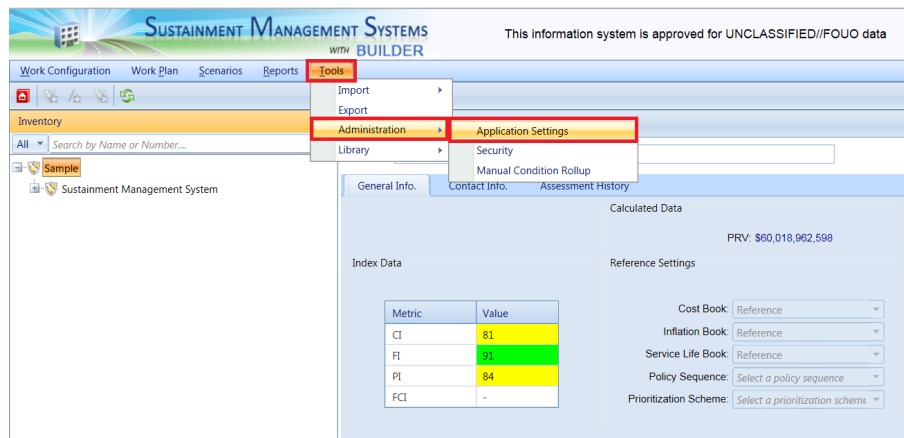 SUSTAINMENT MANAGEMENT SYSTEMS
WITH BUILDER
This information system is approved for UNCLASSIFIED//FOUO data
Work Configuration Work Plan Scenarios Reports Tools
Import
Export
Administration
Library
Application Settings
Security
Manual Condition Rollup
Inventory
All Search by Name or Number....
Sample
Sustainment Management System
General Info. Contact Info. Assessment History
Calculated Data
PRV: $60,018,962,598
Index Data
Reference Settings
Metric Value
CI 81
FI 91
PI 84
FCI -
Cost Book: Reference
Inflation Book: Reference
Service Life Book: Reference
Policy Sequence: Select a policy sequence
Prioritization Scheme: Select a prioritization scheme